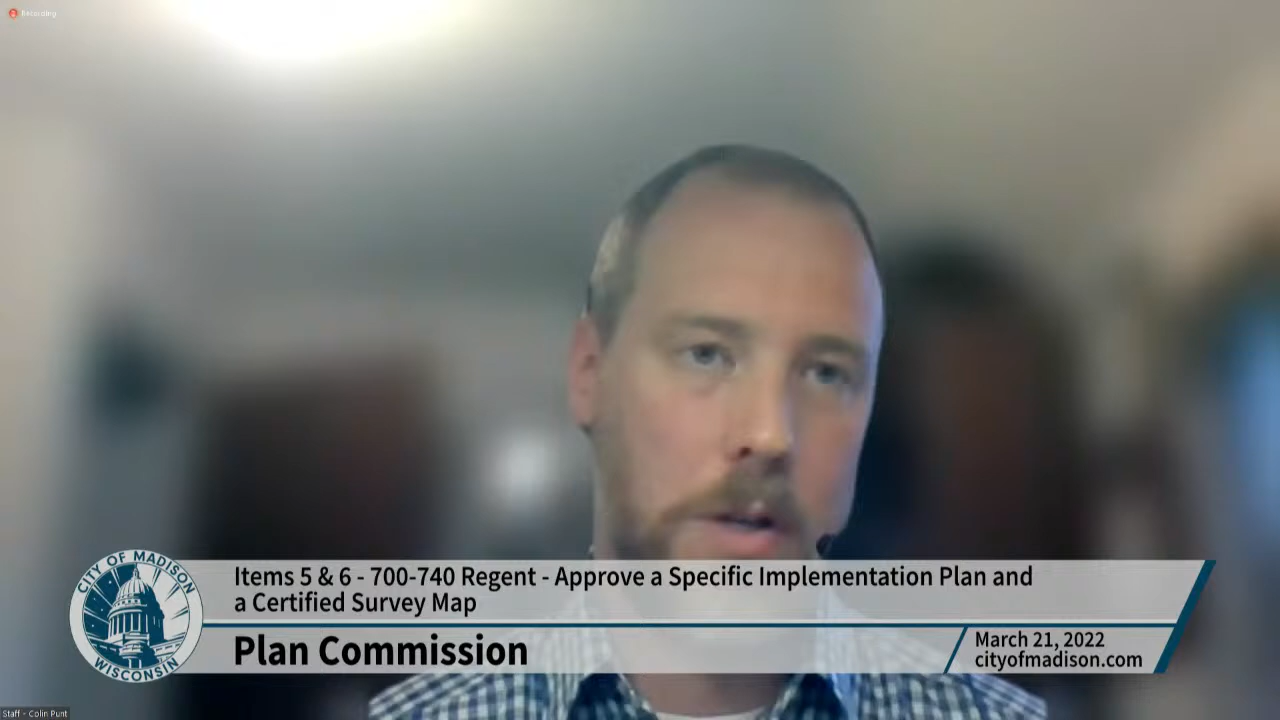 Recording
CITY OF MADISON
WISCONSIN
Items 5 & 6 - 700-740 Regent - Approve a Specific Implementation Plan and
a Certified Survey Map
Plan Commission
March 21, 2022
cityofmadison.com
Staff - Colin Punt